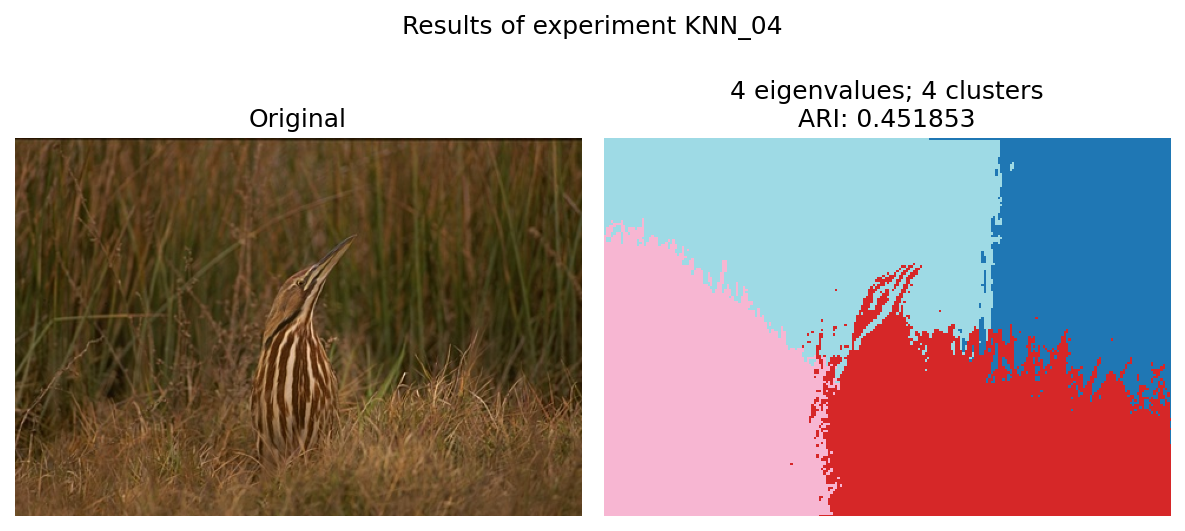 Results of experiment KNN_04
Original
4 eigenvalues; 4 clusters
ARI: 0.451853